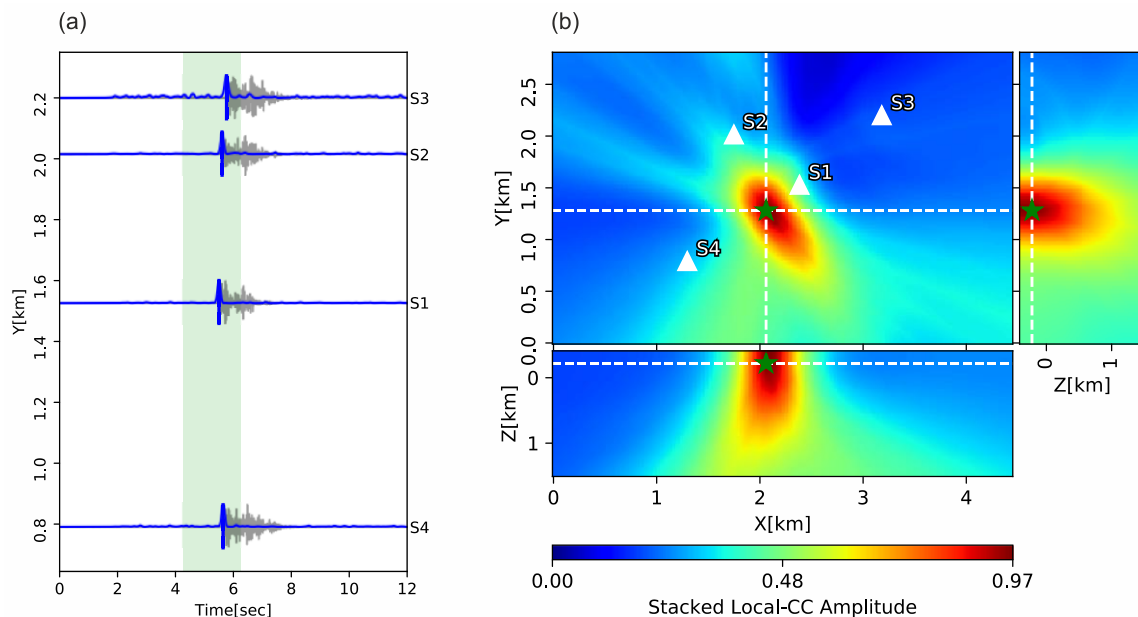 (a)
Y[km]
2.2
2.0
1.8
1.6
1.4
1.2
1.0
0.8
S3
S2
S1
S4
0 2 4 6 8 10 12
Time[sec]
(b)
Y[km]
2.5
2.0
1.5
1.0
0.5
0.0
S2
S3
S1
S4
0 1
Z[km]
Z[km]
0
1
0 1 2 3 4
X[km]
0.00 0.48 0.97
Stacked Local-CC Amplitude